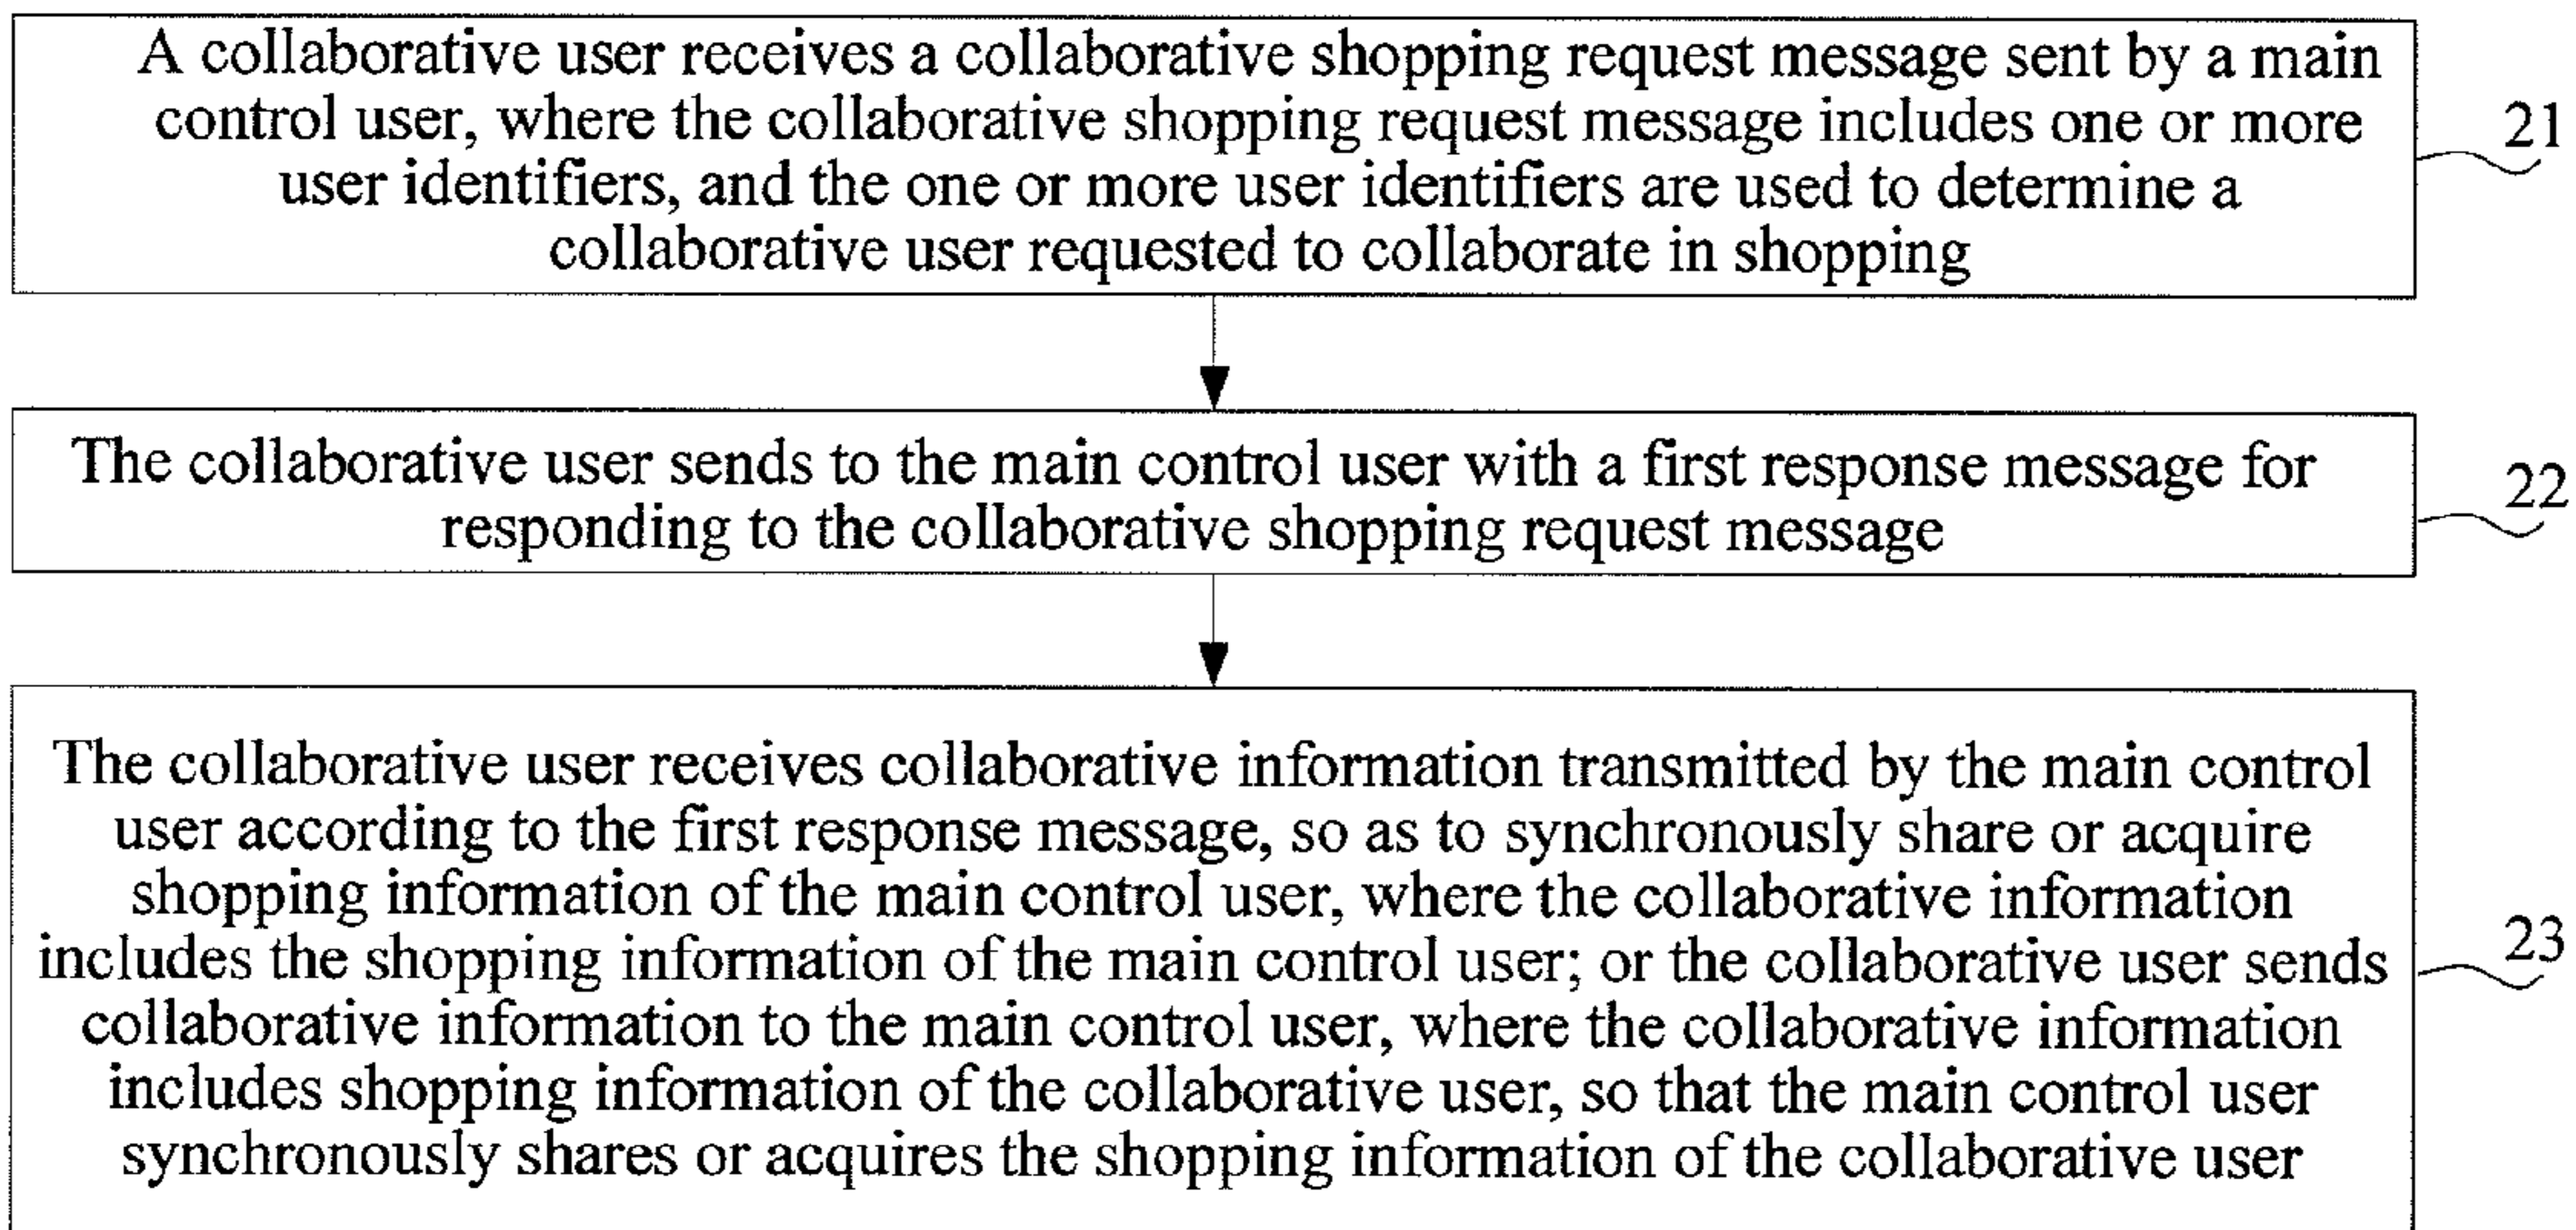 A collaborative user receives a collaborative shopping request message sent by a main
control user, where the collaborative shopping request message includes one or more
user identifiers, and the one or more user identifiers are used to determine a
collaborative user requested to collaborate in shopping
21
The collaborative user sends to the main control user with a first response message for
responding to the collaborative shopping request message
22
The collaborative user receives collaborative information transmitted by the main control
user according to the first response message, so as to synchronously share or acquire
shopping information of the main control user, where the collaborative information
includes the shopping information of the main control user; or the collaborative user sends
collaborative information to the main control user, where the collaborative information
includes shopping information of the collaborative user, so that the main control user
synchronously shares or acquires the shopping information of the collaborative user
23